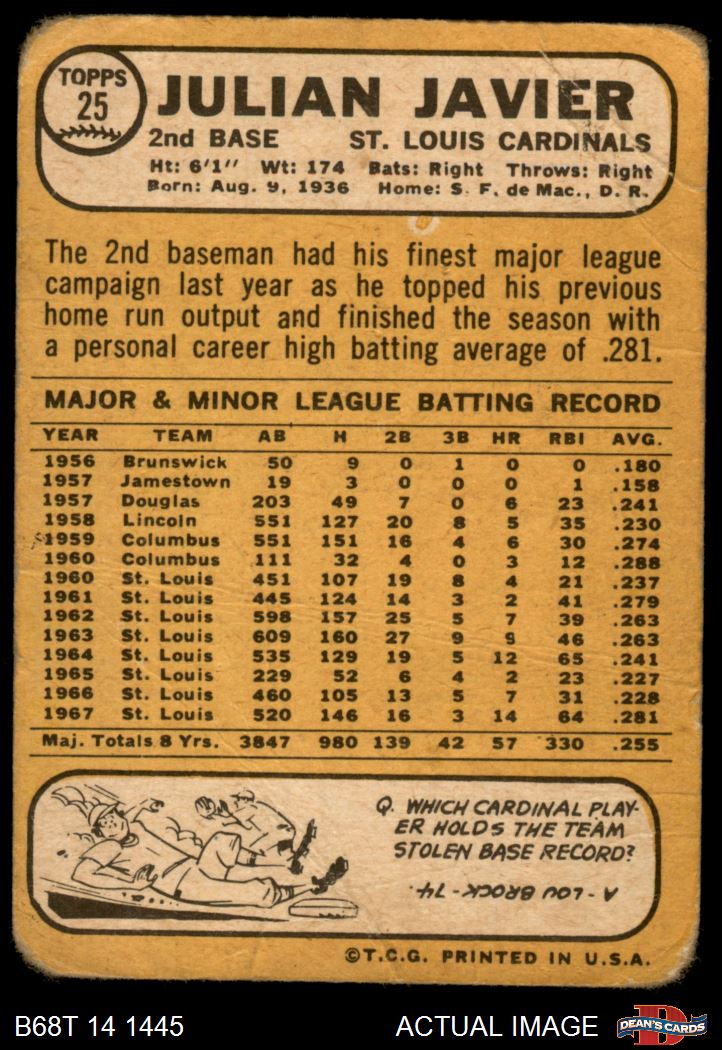 TOPPS
25
JULIAN JAVIER
2nd BASE ST. LOUIS CARDINALS
Ht: 6'1" Wt: 174 Bats: Right Throws: Right
Born: Aug. 9, 1936 Home: S. F. de Mac., D. R.
The 2nd baseman had his finest major league
campaign last year as he topped his previous
home run output and finished the season with
a personal career high batting average of .281.
MAJOR & MINOR LEAGUE BATTING RECORD
YEAR TEAM AB H 2B 3B HR RBI AVG.
1956 Brunswick 50 9 0 1 0 0 .180
1957 Jamestown 19 3 0 0 0 1 .158
1957 Douglas 203 49 7 0 6 23 .241
1958 Lincoln 551 127 20 8 5 35 .230
1959 Columbus 551 151 16 4 6 30 .274
1960 Columbus 111 32 4 0 3 12 .288
1960 St. Louis 451 107 19 8 4 21 .237
1961 St. Louis 445 124 14 3 2 41 .279
1962 St. Louis 598 157 25 5 7 39 .263
1963 St. Louis 609 160 27 9 9 46 .263
1964 St. Louis 535 129 19 5 12 65 .241
1965 St. Louis 229 52 6 4 2 23 .227
1966 St. Louis 460 105 13 5 7 31 .228
1967 St. Louis 520 146 16 3 14 64 .281
Maj. Totals 8 Yrs. 3847 980 139 42 57 330 .255
Q. WHICH CARDINAL PLAY-
ER HOLDS THE TEAM
STOLEN BASE RECORD?
A - LOU BROCK - 74.
©T.C.G. PRINTED IN U.S.A.
B68T 14 1445 ACTUAL IMAGE
D
DEAN'S CARDS